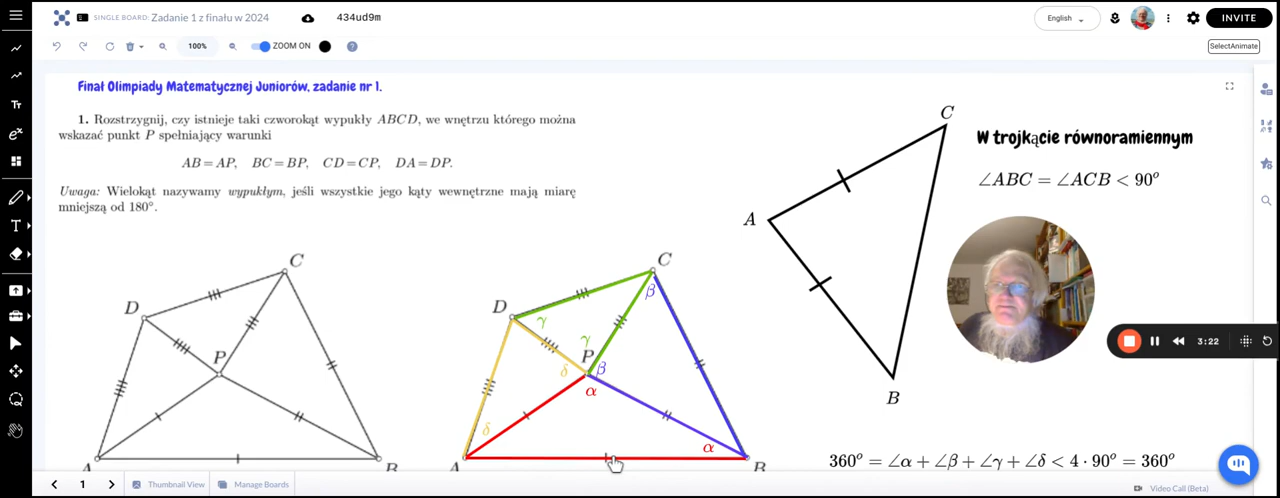 SINGLE BOARD: Zadanie 1 z finału w 2024
434ud9m
English
INVITE
100%
ZOOM ON
SelectAnimate
Finał Olimpiady Matematycznej Juniorów, zadanie nr 1.
1. Rozstrzygnij, czy istnieje taki czworokąt wypukły ABCD, we wnętrzu którego można
wskazać punkt P spełniający warunki
AB = AP, BC = BP, CD = CP, DA = DP.
Uwaga: Wielokąt nazywamy wypukłym, jeśli wszystkie jego kąty wewnętrzne mają miarę
mniejszą od 180°.
C
D
P
A
B
C
D
P
A
B
β
γ
γ
δ
β
α
δ
α
C
A
B
W trojkącie równoramiennym
∠ABC = ∠ACB < 90°
3:22
360° = ∠α + ∠β + ∠γ + ∠δ < 4 · 90° = 360°
1
Thumbnail View
Manage Boards
Video Call (Beta)